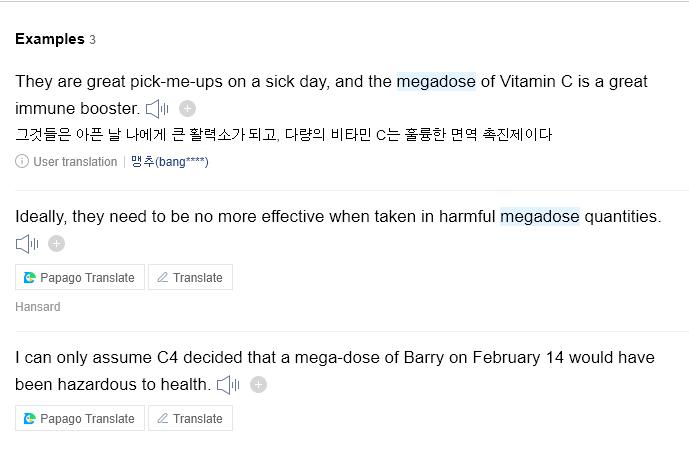 Examples 3
They are great pick-me-ups on a sick day, and the megadose of Vitamin C is a great
immune booster.
그것들은 아픈 날 나에게 큰 활력소가 되고, 다량의 비타민 C는 훌륭한 면역 촉진제이다
User translation | 맹추(bang****)
Ideally, they need to be no more effective when taken in harmful megadose quantities.
Papago Translate Translate
Hansard
I can only assume C4 decided that a mega-dose of Barry on February 14 would have
been hazardous to health.
Papago Translate Translate